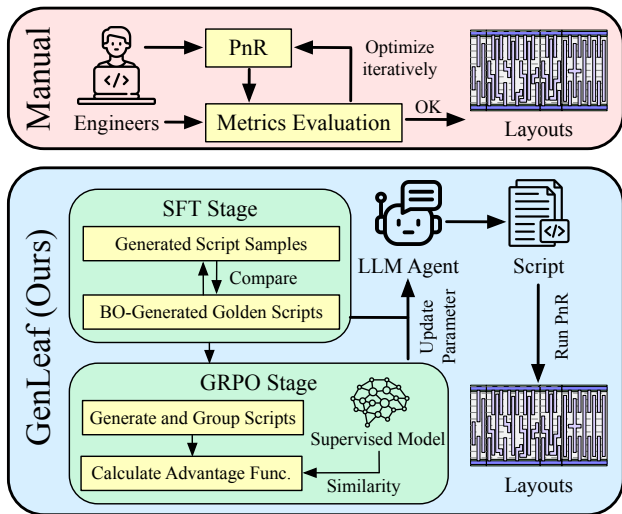 Manual
Engineers
PnR
Optimize
iteratively
Metrics Evaluation
OK
Layouts
GenLeaf (Ours)
SFT Stage
Generated Script Samples
Compare
BO-Generated Golden Scripts
LLM Agent
Script
Update
Parameter
Run PnR
GRPO Stage
Generate and Group Scripts
Supervised Model
Calculate Advantage Func.
Similarity
Layouts